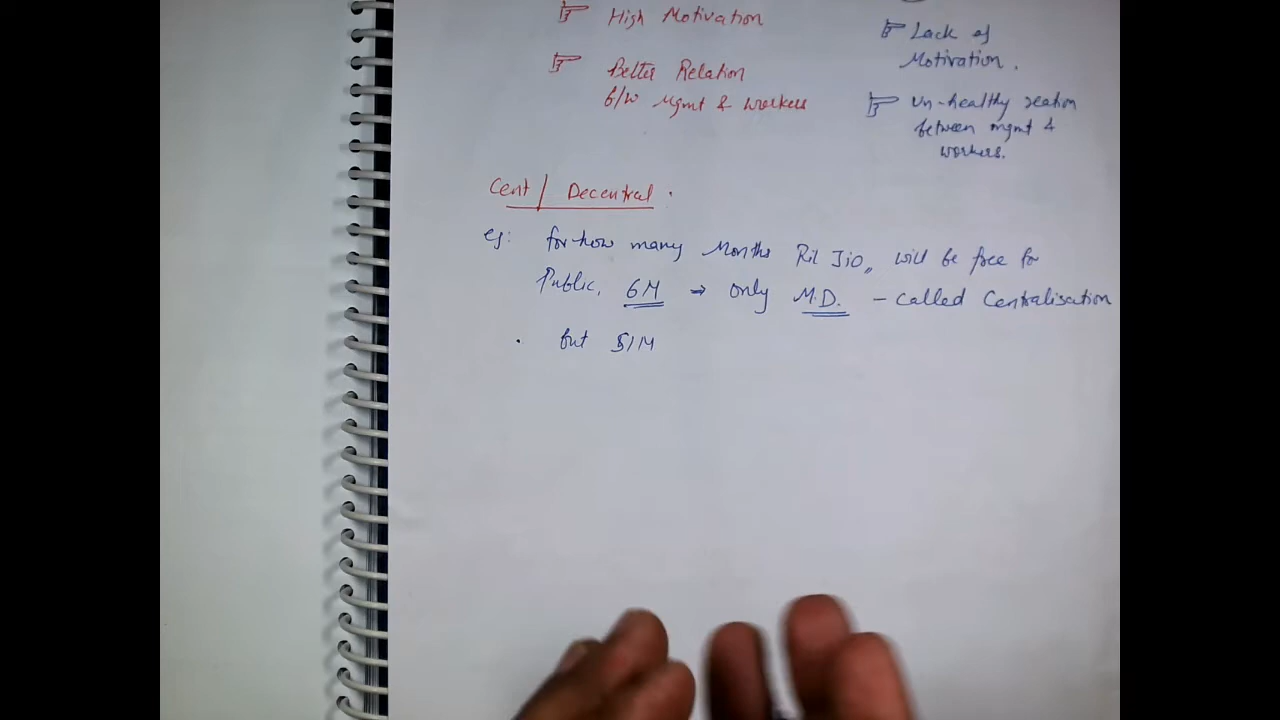 High Motivation
Better Relation
b/w Mgmt & workers
Lack of
Motivation.
Un-healthy reation
between mgmt &
workers.
Cent / Decentral.
eg: for how many Months Ril Jio, will be free for
Public, 6M → only M.D. - called Centralisation
. but SIM